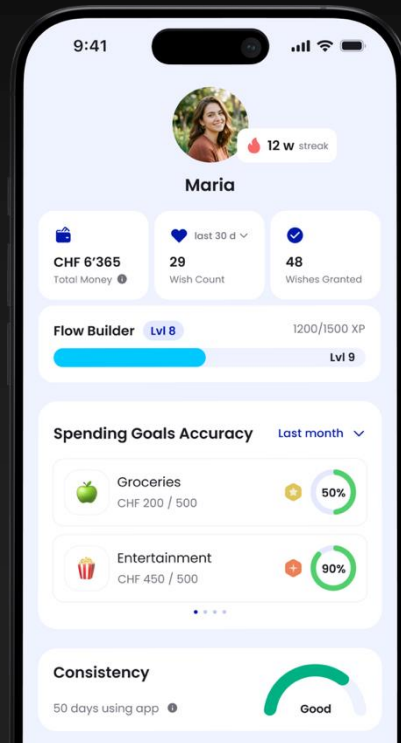 9:41
12 w streak
Maria
CHF 6'365
Total Money
last 30 d
29
Wish Count
48
Wishes Granted
Flow Builder Lvl 8 1200/1500 XP
Lvl 9
Spending Goals Accuracy Last month
Groceries
CHF 200 / 500
50%
Entertainment
CHF 450 / 500
90%
Consistency
50 days using app
Good